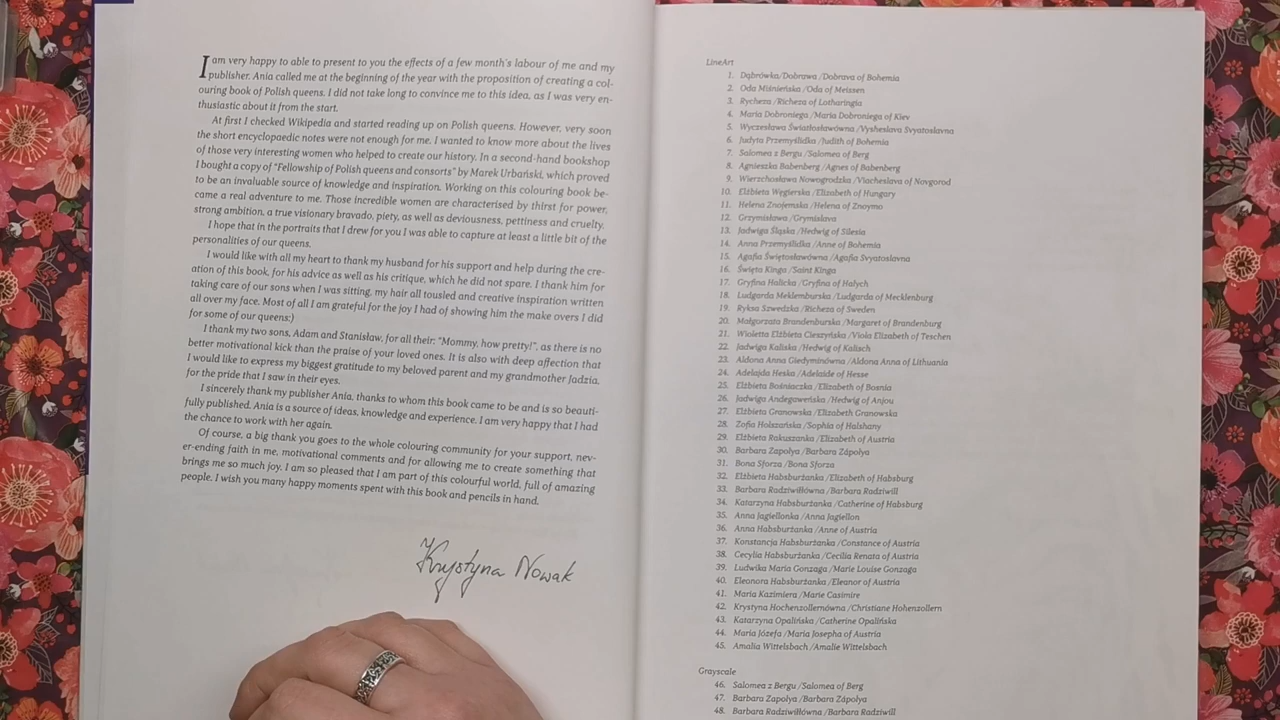 I am very happy to able to present to you the effects of a few month's labour of me and my
publisher. Ania called me at the beginning of the year with the proposition of creating a col-
ouring book of Polish queens. I did not take long to convince me to this idea, as I was very en-
thusiastic about it from the start.
At first I checked Wikipedia and started reading up on Polish queens. However, very soon
the short encyclopaedic notes were not enough for me. I wanted to know more about the lives
of those very interesting women who helped to create our history. In a second-hand bookshop
I bought a copy of "Fellowship of Polish queens and consorts" by Marek Urbański, which proved
to be an invaluable source of knowledge and inspiration. Working on this colouring book be-
came a real adventure to me. Those incredible women are characterised by thirst for power,
strong ambition, a true visionary bravado, piety, as well as deviousness, pettiness and cruelty.
I hope that in the portraits that I drew for you I was able to capture at least a little bit of the
personalities of our queens.
I would like with all my heart to thank my husband for his support and help during the cre-
ation of this book, for his advice as well as his critique, which he did not spare. I thank him for
taking care of our sons when I was sitting, my hair all tousled and creative inspiration written
all over my face. Most of all I am grateful for the joy I had of showing him the make overs I did
for some of our queens:)
I thank my two sons, Adam and Stanisław, for all their: "Mommy, how pretty!", as there is no
better motivational kick than the praise of your loved ones. It is also with deep affection that
I would like to express my biggest gratitude to my beloved parent and my grandmother Jadzia,
for the pride that I saw in their eyes.
I sincerely thank my publisher Ania, thanks to whom this book came to be and is so beauti-
fully published. Ania is a source of ideas, knowledge and experience. I am very happy that I had
the chance to work with her again.
Of course, a big thank you goes to the whole colouring community for your support, nev-
er-ending faith in me, motivational comments and for allowing me to create something that
brings me so much joy. I am so pleased that I am part of this colourful world, full of amazing
people. I wish you many happy moments spent with this book and pencils in hand.
Krystyna Nowak
LineArt
1. Dąbrówka/Dobrawa /Dobrava of Bohemia
2. Oda Miśnieńska /Oda of Meissen
3. Rycheza /Richeza of Lotharingia
4. Maria Dobroniega /Maria Dobroniega of Kiev
5. Wyczesława Światłosławówna /Vysheslava Svyatoslavna
6. Judyta Przemyślidka /Judith of Bohemia
7. Salomea z Bergu /Salomea of Berg
8. Agnieszka Babenberg /Agnes of Babenberg
9. Wierzchosława Nowogrodzka /Viacheslava of Novgorod
10. Elżbieta Węgierska /Elizabeth of Hungary
11. Helena Znojemska /Helena of Znoymo
12. Grzymisława /Grymislava
13. Jadwiga Śląska /Hedwig of Silesia
14. Anna Przemyślidka /Anne of Bohemia
15. Agafia Świętosławówna /Agafia Svyatoslavna
16. Święta Kinga /Saint Kinga
17. Gryfina Halicka /Gryfina of Halych
18. Ludgarda Meklemburska /Ludgarda of Mecklenburg
19. Ryksa Szwedzka /Richeza of Sweden
20. Małgorzata Brandenburska /Margaret of Brandenburg
21. Wioletta Elżbieta Cieszyńska /Viola Elizabeth of Teschen
22. Jadwiga Kaliska /Hedwig of Kalisch
23. Aldona Anna Giedyminówna /Aldona Anna of Lithuania
24. Adelajda Heska /Adelaide of Hesse
25. Elżbieta Bośniaczka /Elizabeth of Bosnia
26. Jadwiga Andegaweńska /Hedwig of Anjou
27. Elżbieta Granowska /Elizabeth Granowska
28. Zofia Holszańska /Sophia of Halshany
29. Elżbieta Rakuszanka /Elizabeth of Austria
30. Barbara Zapolya /Barbara Zápolya
31. Bona Sforza /Bona Sforza
32. Elżbieta Habsburżanka /Elizabeth of Habsburg
33. Barbara Radziwiłłówna /Barbara Radziwill
34. Katarzyna Habsburżanka /Catherine of Habsburg
35. Anna Jagiellonka /Anna Jagiellon
36. Anna Habsburżanka /Anne of Austria
37. Konstancja Habsburżanka /Constance of Austria
38. Cecylia Habsburżanka /Cecilia Renata of Austria
39. Ludwika Maria Gonzaga /Marie Louise Gonzaga
40. Eleonora Habsburżanka /Eleanor of Austria
41. Maria Kazimiera /Marie Casimire
42. Krystyna Hochenzollernówna /Christiane Hohenzollern
43. Katarzyna Opalińska /Catherine Opalińska
44. Maria Józefa /Maria Josepha of Austria
45. Amalia Wittelsbach /Amalie Wittelsbach
Grayscale
46. Salomea z Bergu /Salomea of Berg
47. Barbara Zapolya /Barbara Zápolya
48. Barbara Radziwiłłówna /Barbara Radziwill